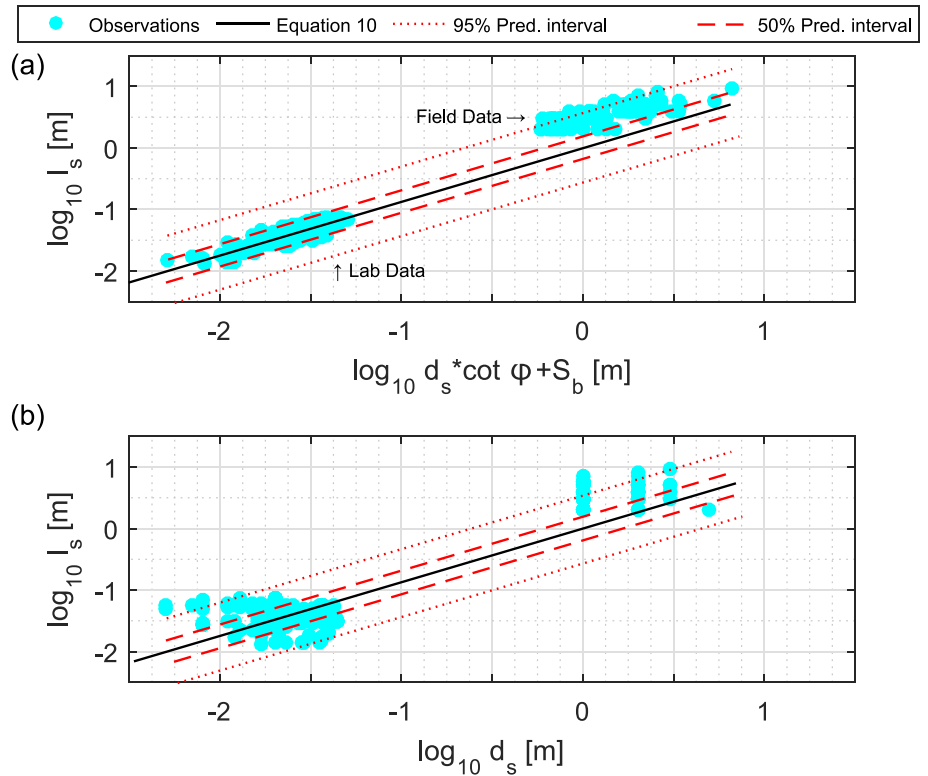 Observations Equation 10 95% Pred. interval 50% Pred. interval
(a)
1
0
-1
-2
log10 ls [m]
Field Data →
↑ Lab Data
-2 -1 0 1
log10 ds*cot φ+Sb [m]
(b)
1
0
-1
-2
log10 ls [m]
-2 -1 0 1
log10 ds [m]